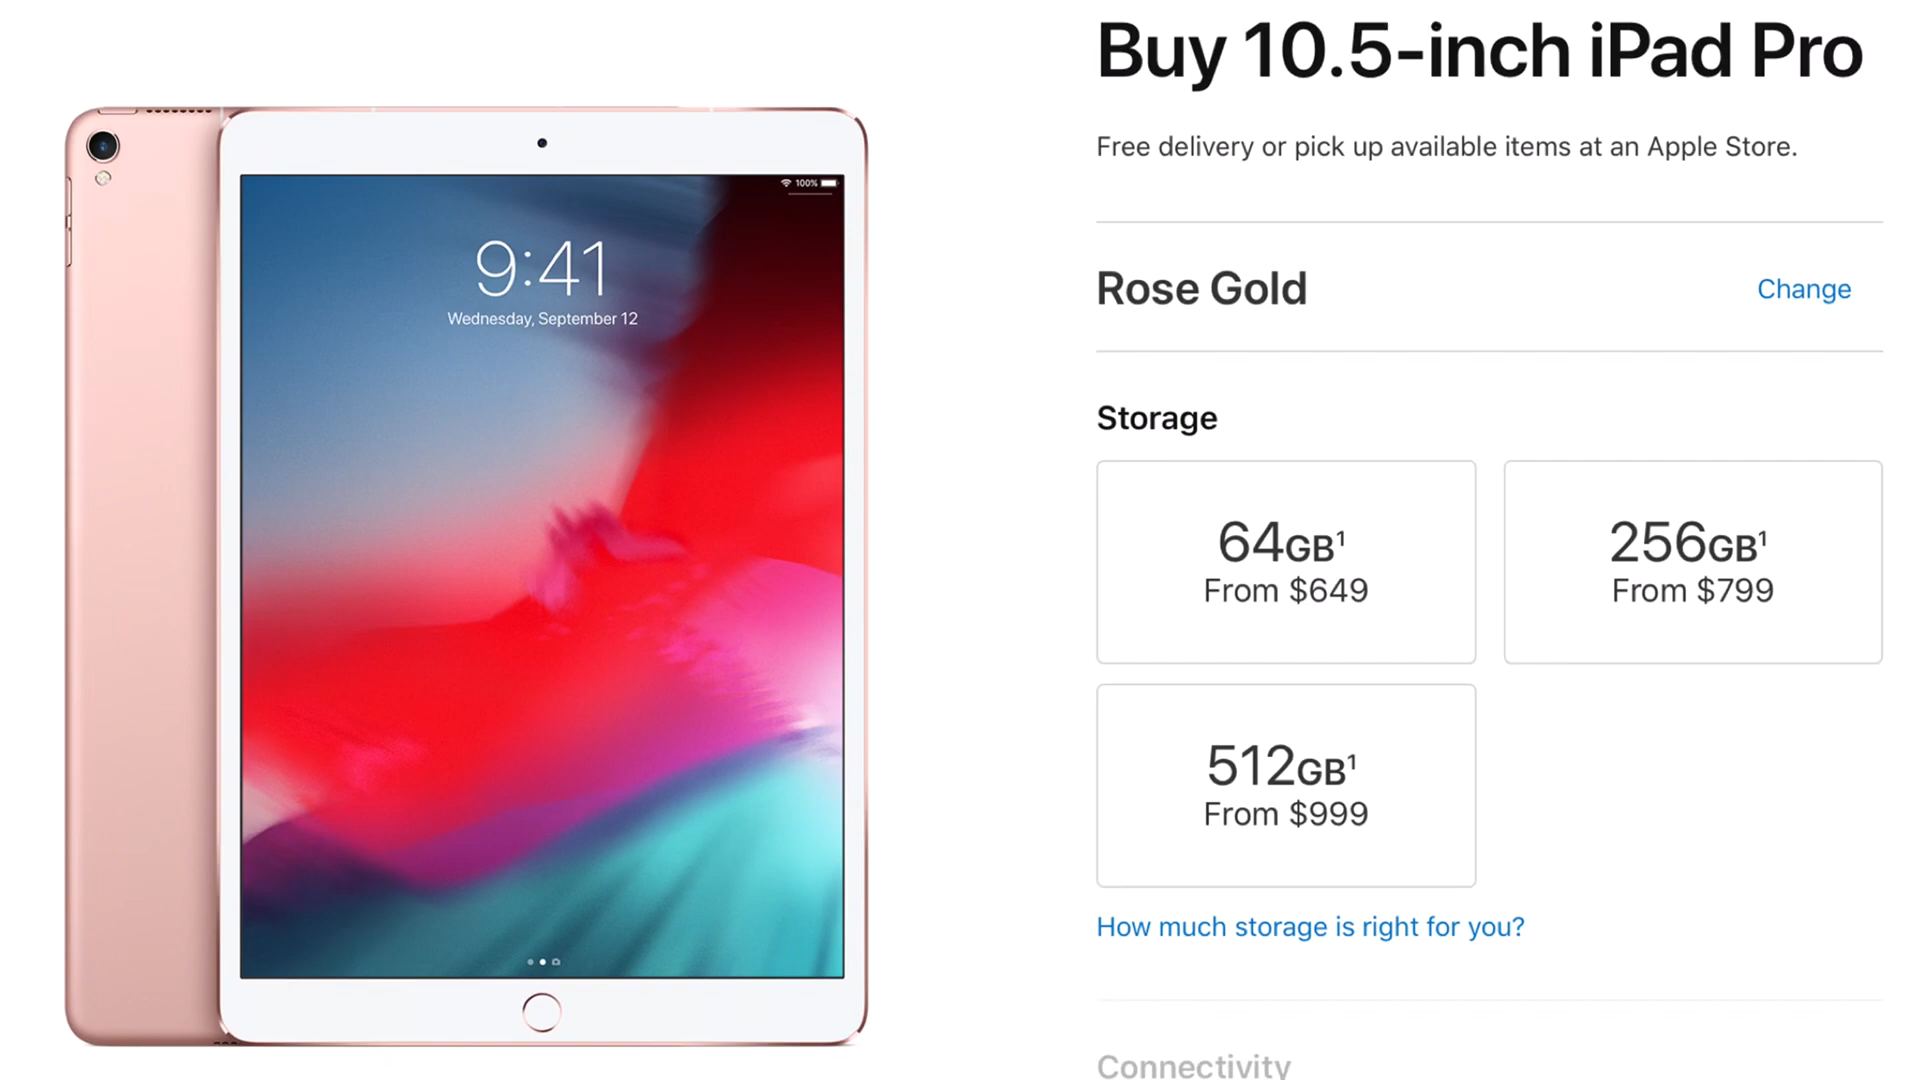 Buy 10.5-inch iPad Pro
Free delivery or pick up available items at an Apple Store.
100%
9:41
Wednesday, September 12
Rose Gold
Change
Storage
64GB¹
From $649
256GB¹
From $799
512GB¹
From $999
How much storage is right for you?
Connectivity